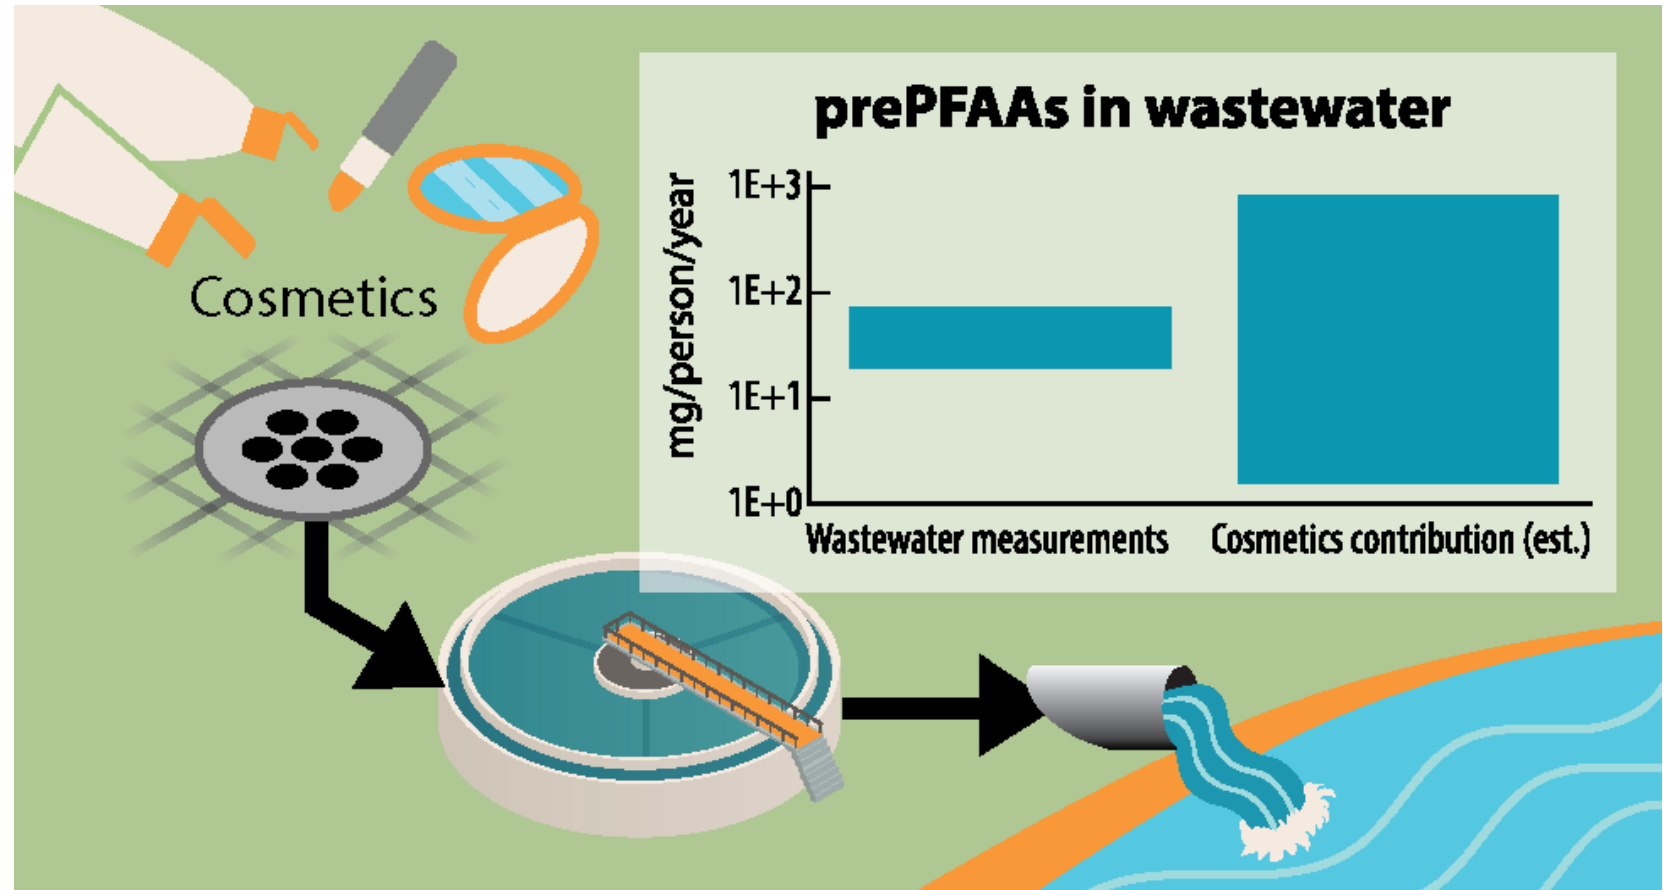 prePFAAs in wastewater
mg/person/year
1E+3
1E+2
1E+1
1E+0
Wastewater measurements
Cosmetics contribution (est.)
Cosmetics